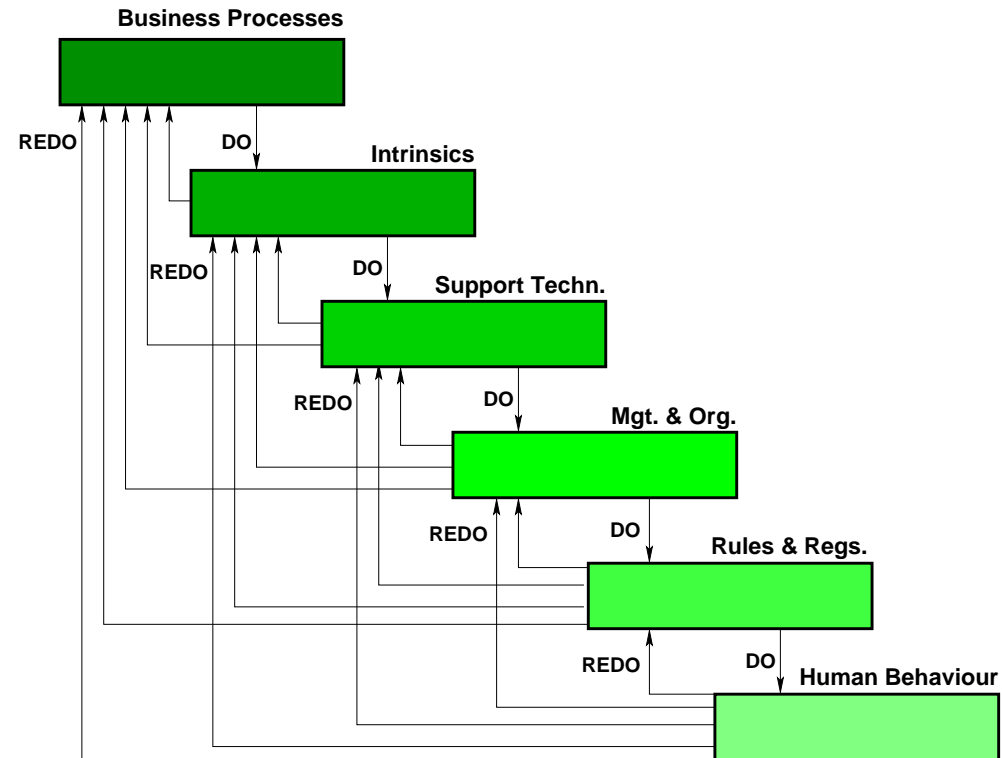 Business Processes
REDO
DO
Intrinsics
REDO
DO
Support Techn.
REDO
DO
Mgt. & Org.
REDO
DO
Rules & Regs.
REDO
DO
Human Behaviour